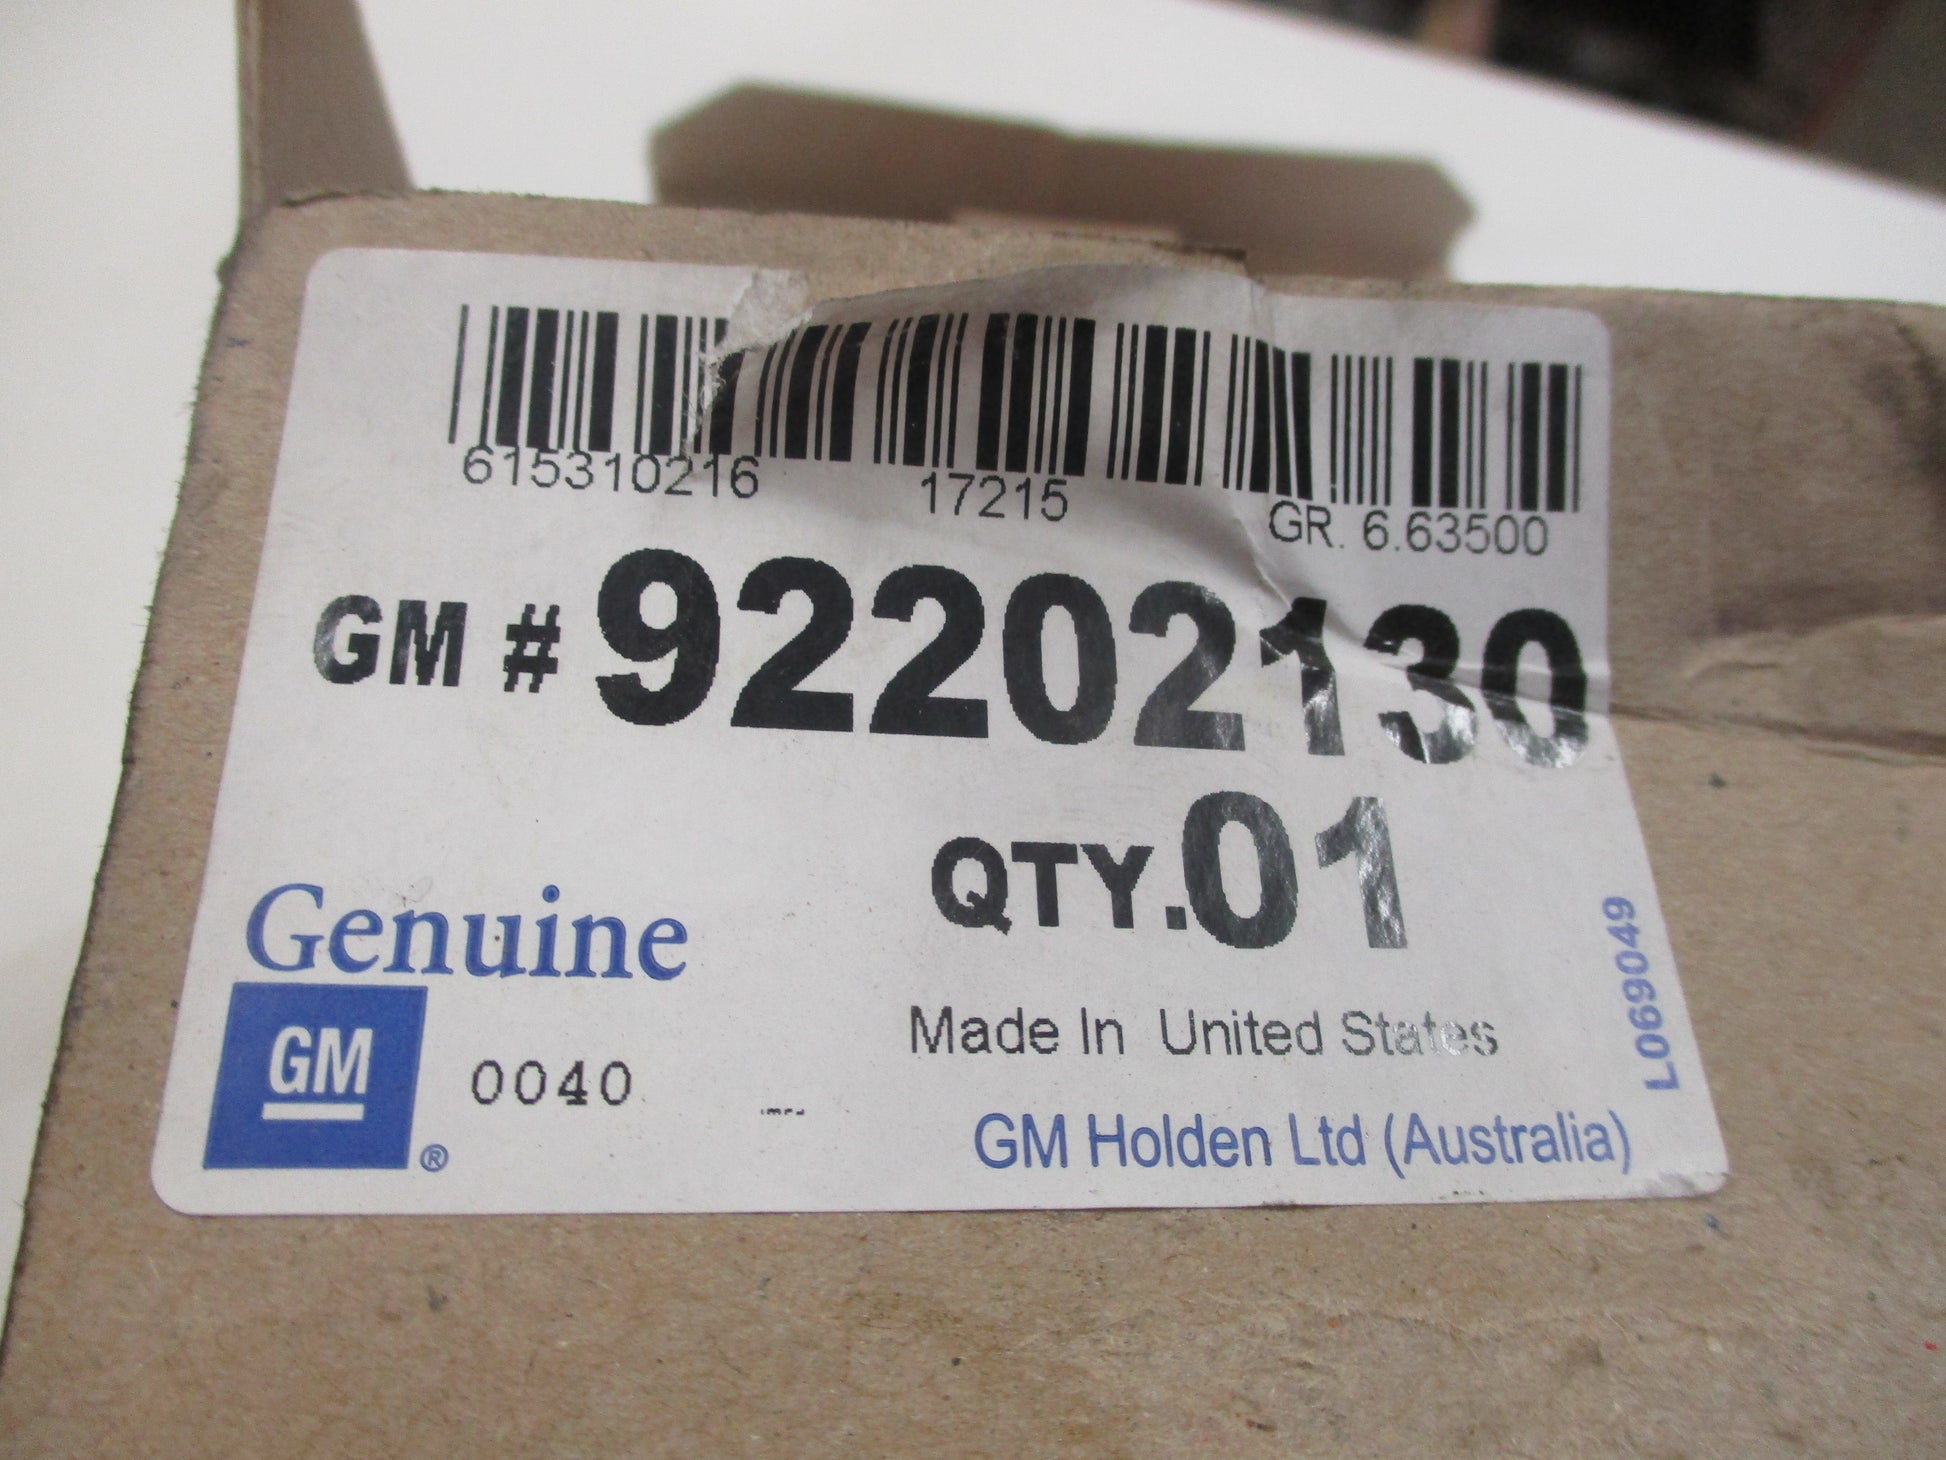 615310216 17215 GR. 6.63500
GM # 92202130
QTY. 01
Genuine
GM
®
0040
Made In United States
GM Holden Ltd (Australia)
L069049